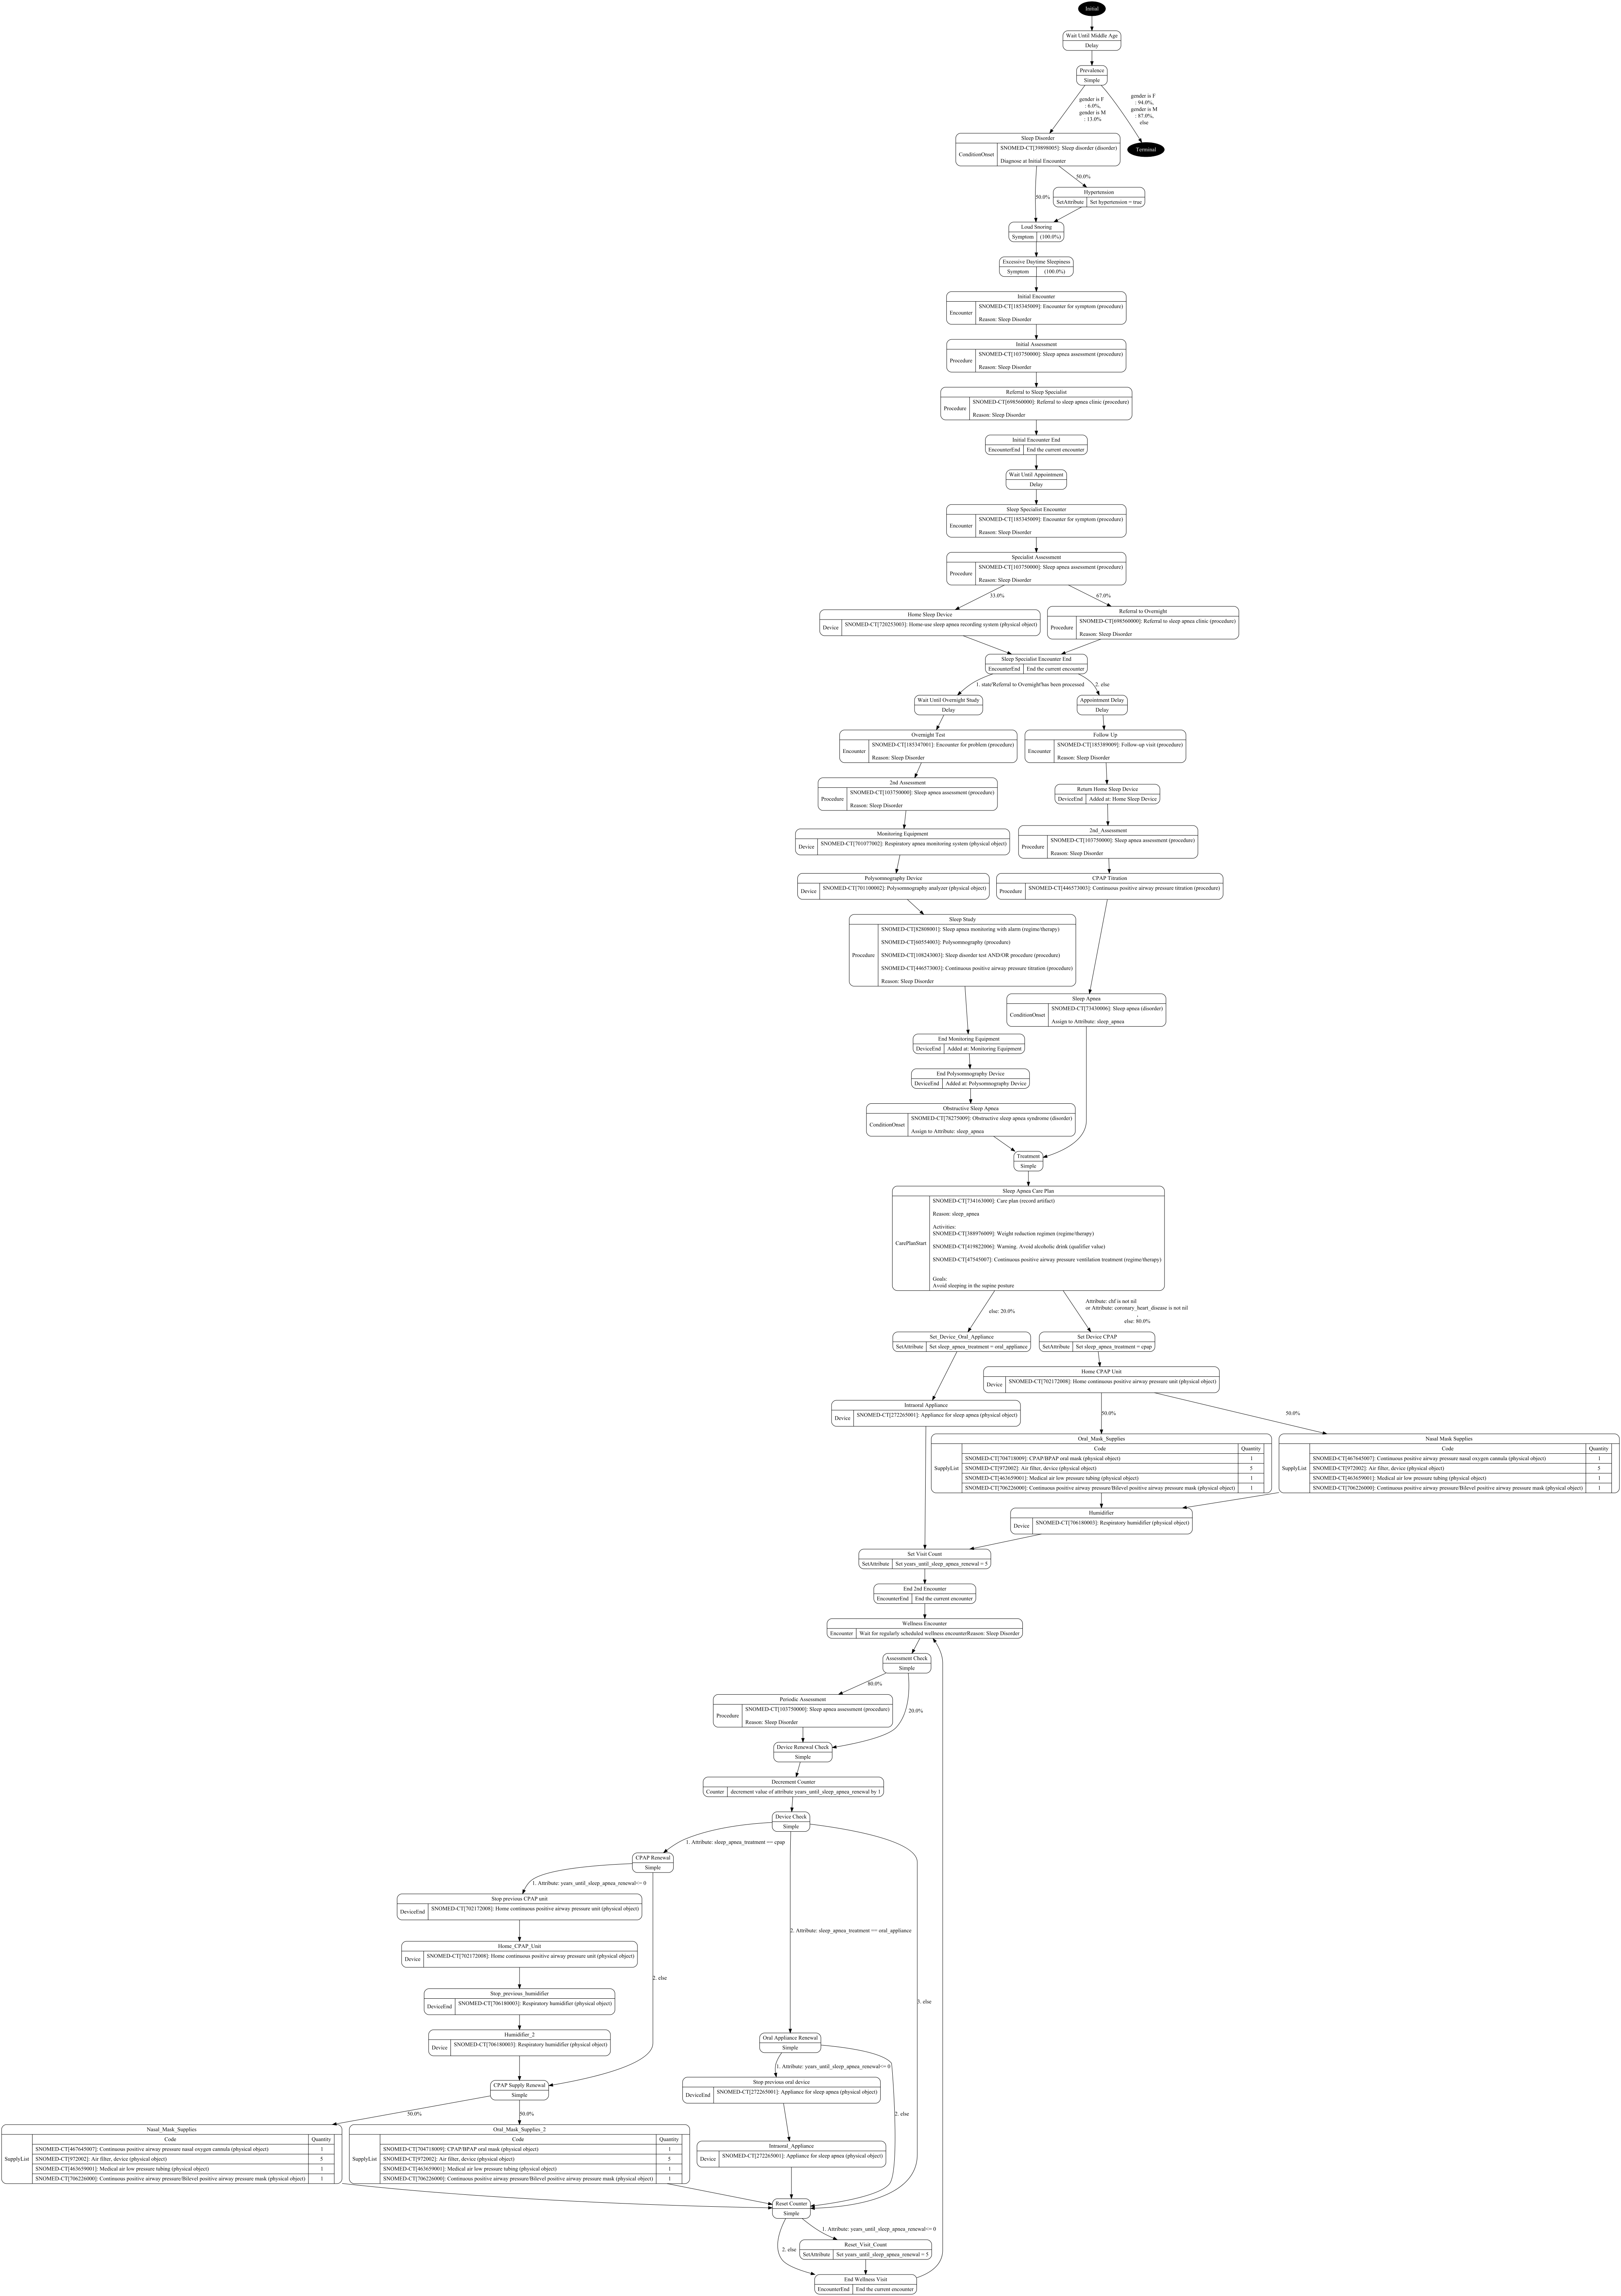 Initial
Wait Until Middle Age
Delay
Prevalence
Simple
gender is F
: 6.0%,
gender is M
: 13.0%
gender is F
: 94.0%,
gender is M
: 87.0%,
else
Terminal
Sleep Disorder
ConditionOnset
SNOMED-CT[39898005]: Sleep disorder (disorder)
Diagnose at Initial Encounter
50.0%
50.0%
Hypertension
SetAttribute
Set hypertension = true
Loud Snoring
Symptom
(100.0%)
Excessive Daytime Sleepiness
Symptom
(100.0%)
Initial Encounter
Encounter
SNOMED-CT[185345009]: Encounter for symptom (procedure)
Reason: Sleep Disorder
Initial Assessment
Procedure
SNOMED-CT[103750000]: Sleep apnea assessment (procedure)
Reason: Sleep Disorder
Referral to Sleep Specialist
Procedure
SNOMED-CT[698560000]: Referral to sleep apnea clinic (procedure)
Reason: Sleep Disorder
Initial Encounter End
EncounterEnd
End the current encounter
Wait Until Appointment
Delay
Sleep Specialist Encounter
Encounter
SNOMED-CT[185345009]: Encounter for symptom (procedure)
Reason: Sleep Disorder
Specialist Assessment
Procedure
SNOMED-CT[103750000]: Sleep apnea assessment (procedure)
Reason: Sleep Disorder
33.0%
67.0%
Home Sleep Device
Device
SNOMED-CT[720253003]: Home-use sleep apnea recording system (physical object)
Referral to Overnight
Procedure
SNOMED-CT[698560000]: Referral to sleep apnea clinic (procedure)
Reason: Sleep Disorder
Sleep Specialist Encounter End
EncounterEnd
End the current encounter
1. state'Referral to Overnight'has been processed
2. else
Wait Until Overnight Study
Delay
Appointment Delay
Delay
Overnight Test
Encounter
SNOMED-CT[185347001]: Encounter for problem (procedure)
Reason: Sleep Disorder
Follow Up
Encounter
SNOMED-CT[185389009]: Follow-up visit (procedure)
Reason: Sleep Disorder
2nd Assessment
Procedure
SNOMED-CT[103750000]: Sleep apnea assessment (procedure)
Reason: Sleep Disorder
Return Home Sleep Device
DeviceEnd
Added at: Home Sleep Device
Monitoring Equipment
Device
SNOMED-CT[701077002]: Respiratory apnea monitoring system (physical object)
2nd_Assessment
Procedure
SNOMED-CT[103750000]: Sleep apnea assessment (procedure)
Reason: Sleep Disorder
Polysomnography Device
Device
SNOMED-CT[701100002]: Polysomnography analyzer (physical object)
CPAP Titration
Procedure
SNOMED-CT[446573003]: Continuous positive airway pressure titration (procedure)
Sleep Study
Procedure
SNOMED-CT[82808001]: Sleep apnea monitoring with alarm (regime/therapy)
SNOMED-CT[60554003]: Polysomnography (procedure)
SNOMED-CT[108243003]: Sleep disorder test AND/OR procedure (procedure)
SNOMED-CT[446573003]: Continuous positive airway pressure titration (procedure)
Reason: Sleep Disorder
Sleep Apnea
ConditionOnset
SNOMED-CT[73430006]: Sleep apnea (disorder)
Assign to Attribute: sleep_apnea
End Monitoring Equipment
DeviceEnd
Added at: Monitoring Equipment
End Polysomnography Device
DeviceEnd
Added at: Polysomnography Device
Obstructive Sleep Apnea
ConditionOnset
SNOMED-CT[78275009]: Obstructive sleep apnea syndrome (disorder)
Assign to Attribute: sleep_apnea
Treatment
Simple
Sleep Apnea Care Plan
CarePlanStart
SNOMED-CT[734163000]: Care plan (record artifact)
Reason: sleep_apnea
Activities:
SNOMED-CT[388976009]: Weight reduction regimen (regime/therapy)
SNOMED-CT[419822006]: Warning. Avoid alcoholic drink (qualifier value)
SNOMED-CT[47545007]: Continuous positive airway pressure ventilation treatment (regime/therapy)
Goals:
Avoid sleeping in the supine posture
else: 20.0%
Attribute: chf is not nil
or Attribute: coronary_heart_disease is not nil
,
else: 80.0%
Set_Device_Oral_Appliance
SetAttribute
Set sleep_apnea_treatment = oral_appliance
Set Device CPAP
SetAttribute
Set sleep_apnea_treatment = cpap
Home CPAP Unit
Device
SNOMED-CT[702172008]: Home continuous positive airway pressure unit (physical object)
Intraoral Appliance
Device
SNOMED-CT[272265001]: Appliance for sleep apnea (physical object)
50.0%
50.0%
Oral_Mask_Supplies
SupplyList
Code Quantity
SNOMED-CT[704718009]: CPAP/BPAP oral mask (physical object) 1
SNOMED-CT[972002]: Air filter, device (physical object) 5
SNOMED-CT[463659001]: Medical air low pressure tubing (physical object) 1
SNOMED-CT[706226000]: Continuous positive airway pressure/Bilevel positive airway pressure mask (physical object) 1
Nasal Mask Supplies
SupplyList
Code Quantity
SNOMED-CT[467645007]: Continuous positive airway pressure nasal oxygen cannula (physical object) 1
SNOMED-CT[972002]: Air filter, device (physical object) 5
SNOMED-CT[463659001]: Medical air low pressure tubing (physical object) 1
SNOMED-CT[706226000]: Continuous positive airway pressure/Bilevel positive airway pressure mask (physical object) 1
Humidifier
Device
SNOMED-CT[706180003]: Respiratory humidifier (physical object)
Set Visit Count
SetAttribute
Set years_until_sleep_apnea_renewal = 5
End 2nd Encounter
EncounterEnd
End the current encounter
Wellness Encounter
Encounter
Wait for regularly scheduled wellness encounterReason: Sleep Disorder
Assessment Check
Simple
80.0%
20.0%
Periodic Assessment
Procedure
SNOMED-CT[103750000]: Sleep apnea assessment (procedure)
Reason: Sleep Disorder
Device Renewal Check
Simple
Decrement Counter
Counter
decrement value of attribute years_until_sleep_apnea_renewal by 1
Device Check
Simple
1. Attribute: sleep_apnea_treatment == cpap
2. Attribute: sleep_apnea_treatment == oral_appliance
3. else
CPAP Renewal
Simple
1. Attribute: years_until_sleep_apnea_renewal<= 0
2. else
Stop previous CPAP unit
DeviceEnd
SNOMED-CT[702172008]: Home continuous positive airway pressure unit (physical object)
Home_CPAP_Unit
Device
SNOMED-CT[702172008]: Home continuous positive airway pressure unit (physical object)
Stop_previous_humidifier
DeviceEnd
SNOMED-CT[706180003]: Respiratory humidifier (physical object)
Humidifier_2
Device
SNOMED-CT[706180003]: Respiratory humidifier (physical object)
Oral Appliance Renewal
Simple
1. Attribute: years_until_sleep_apnea_renewal<= 0
2. else
CPAP Supply Renewal
Simple
50.0%
50.0%
Stop previous oral device
DeviceEnd
SNOMED-CT[272265001]: Appliance for sleep apnea (physical object)
Nasal_Mask_Supplies
SupplyList
Code Quantity
SNOMED-CT[467645007]: Continuous positive airway pressure nasal oxygen cannula (physical object) 1
SNOMED-CT[972002]: Air filter, device (physical object) 5
SNOMED-CT[463659001]: Medical air low pressure tubing (physical object) 1
SNOMED-CT[706226000]: Continuous positive airway pressure/Bilevel positive airway pressure mask (physical object) 1
Oral_Mask_Supplies_2
SupplyList
Code Quantity
SNOMED-CT[704718009]: CPAP/BPAP oral mask (physical object) 1
SNOMED-CT[972002]: Air filter, device (physical object) 5
SNOMED-CT[463659001]: Medical air low pressure tubing (physical object) 1
SNOMED-CT[706226000]: Continuous positive airway pressure/Bilevel positive airway pressure mask (physical object) 1
Intraoral_Appliance
Device
SNOMED-CT[272265001]: Appliance for sleep apnea (physical object)
Reset Counter
Simple
1. Attribute: years_until_sleep_apnea_renewal<= 0
2. else
Reset_Visit_Count
SetAttribute
Set years_until_sleep_apnea_renewal = 5
End Wellness Visit
EncounterEnd
End the current encounter